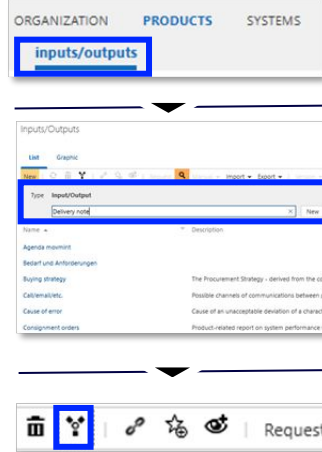 ORGANIZATION PRODUCTS SYSTEMS
inputs/outputs
Inputs/Outputs
List Graphic
New Import Export
Type Input/Output
Delivery note New
Name Description
Agenda movmint
Bedarf und Anforderungen
Buying strategy The Procurement Strategy - derived from the co
Call/email/etc. Possible channels of communications between
Cause of error Cause of an unacceptable deviation of a charact
Consignment orders Product-related report on system performance
Request